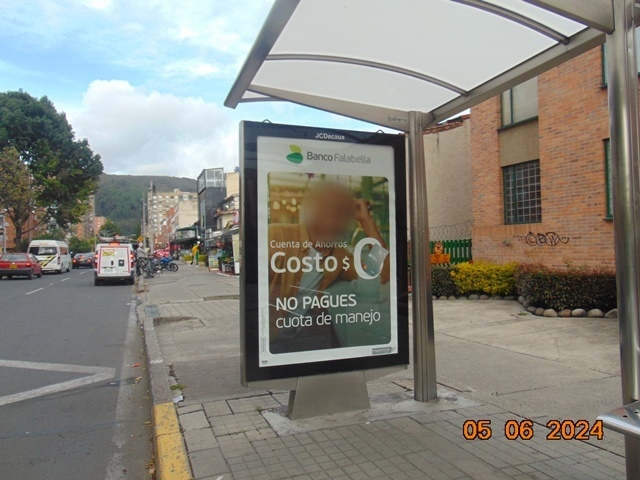 JCDecaux
Banco Falabella
Cuenta de Ahorros
Costo $0
NO PAGUES
cuota de manejo
05 06 2024